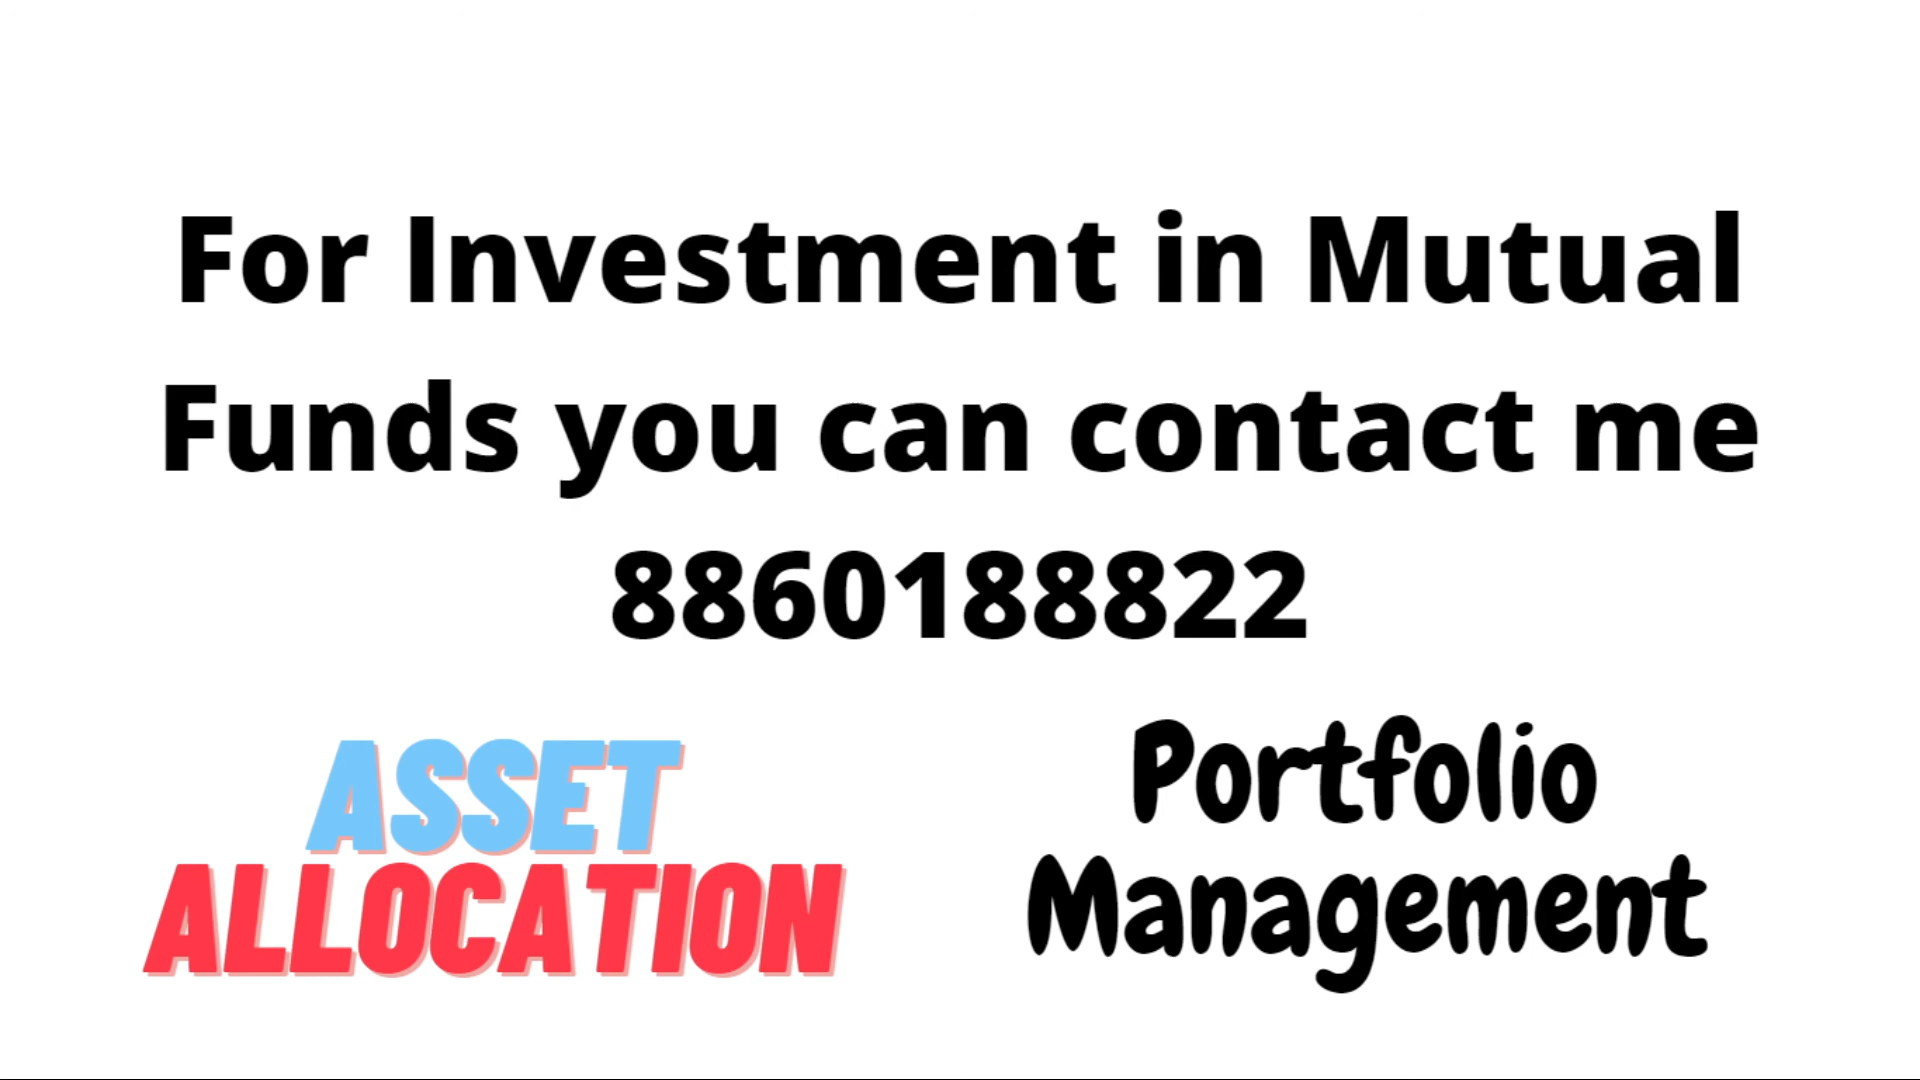 For Investment in Mutual
Funds you can contact me
8860188822
ASSET
ALLOCATION
Portfolio
Management